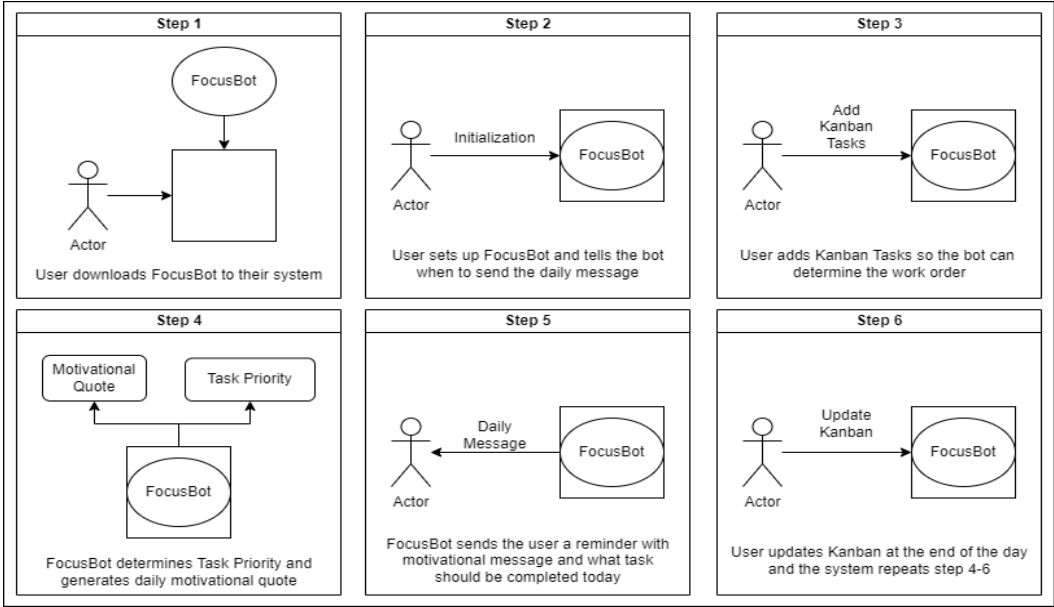 Step 1
FocusBot
Actor
User downloads FocusBot to their system
Step 2
Initialization
FocusBot
Actor
User sets up FocusBot and tells the bot
when to send the daily message
Step 3
Add
Kanban
Tasks
FocusBot
Actor
User adds Kanban Tasks so the bot can
determine the work order
Step 4
Motivational
Quote
Task Priority
FocusBot
FocusBot determines Task Priority and
generates daily motivational quote
Step 5
Daily
Message
FocusBot
Actor
FocusBot sends the user a reminder with
motivational message and what task
should be completed today
Step 6
Update
Kanban
FocusBot
Actor
User updates Kanban at the end of the day
and the system repeats step 4-6